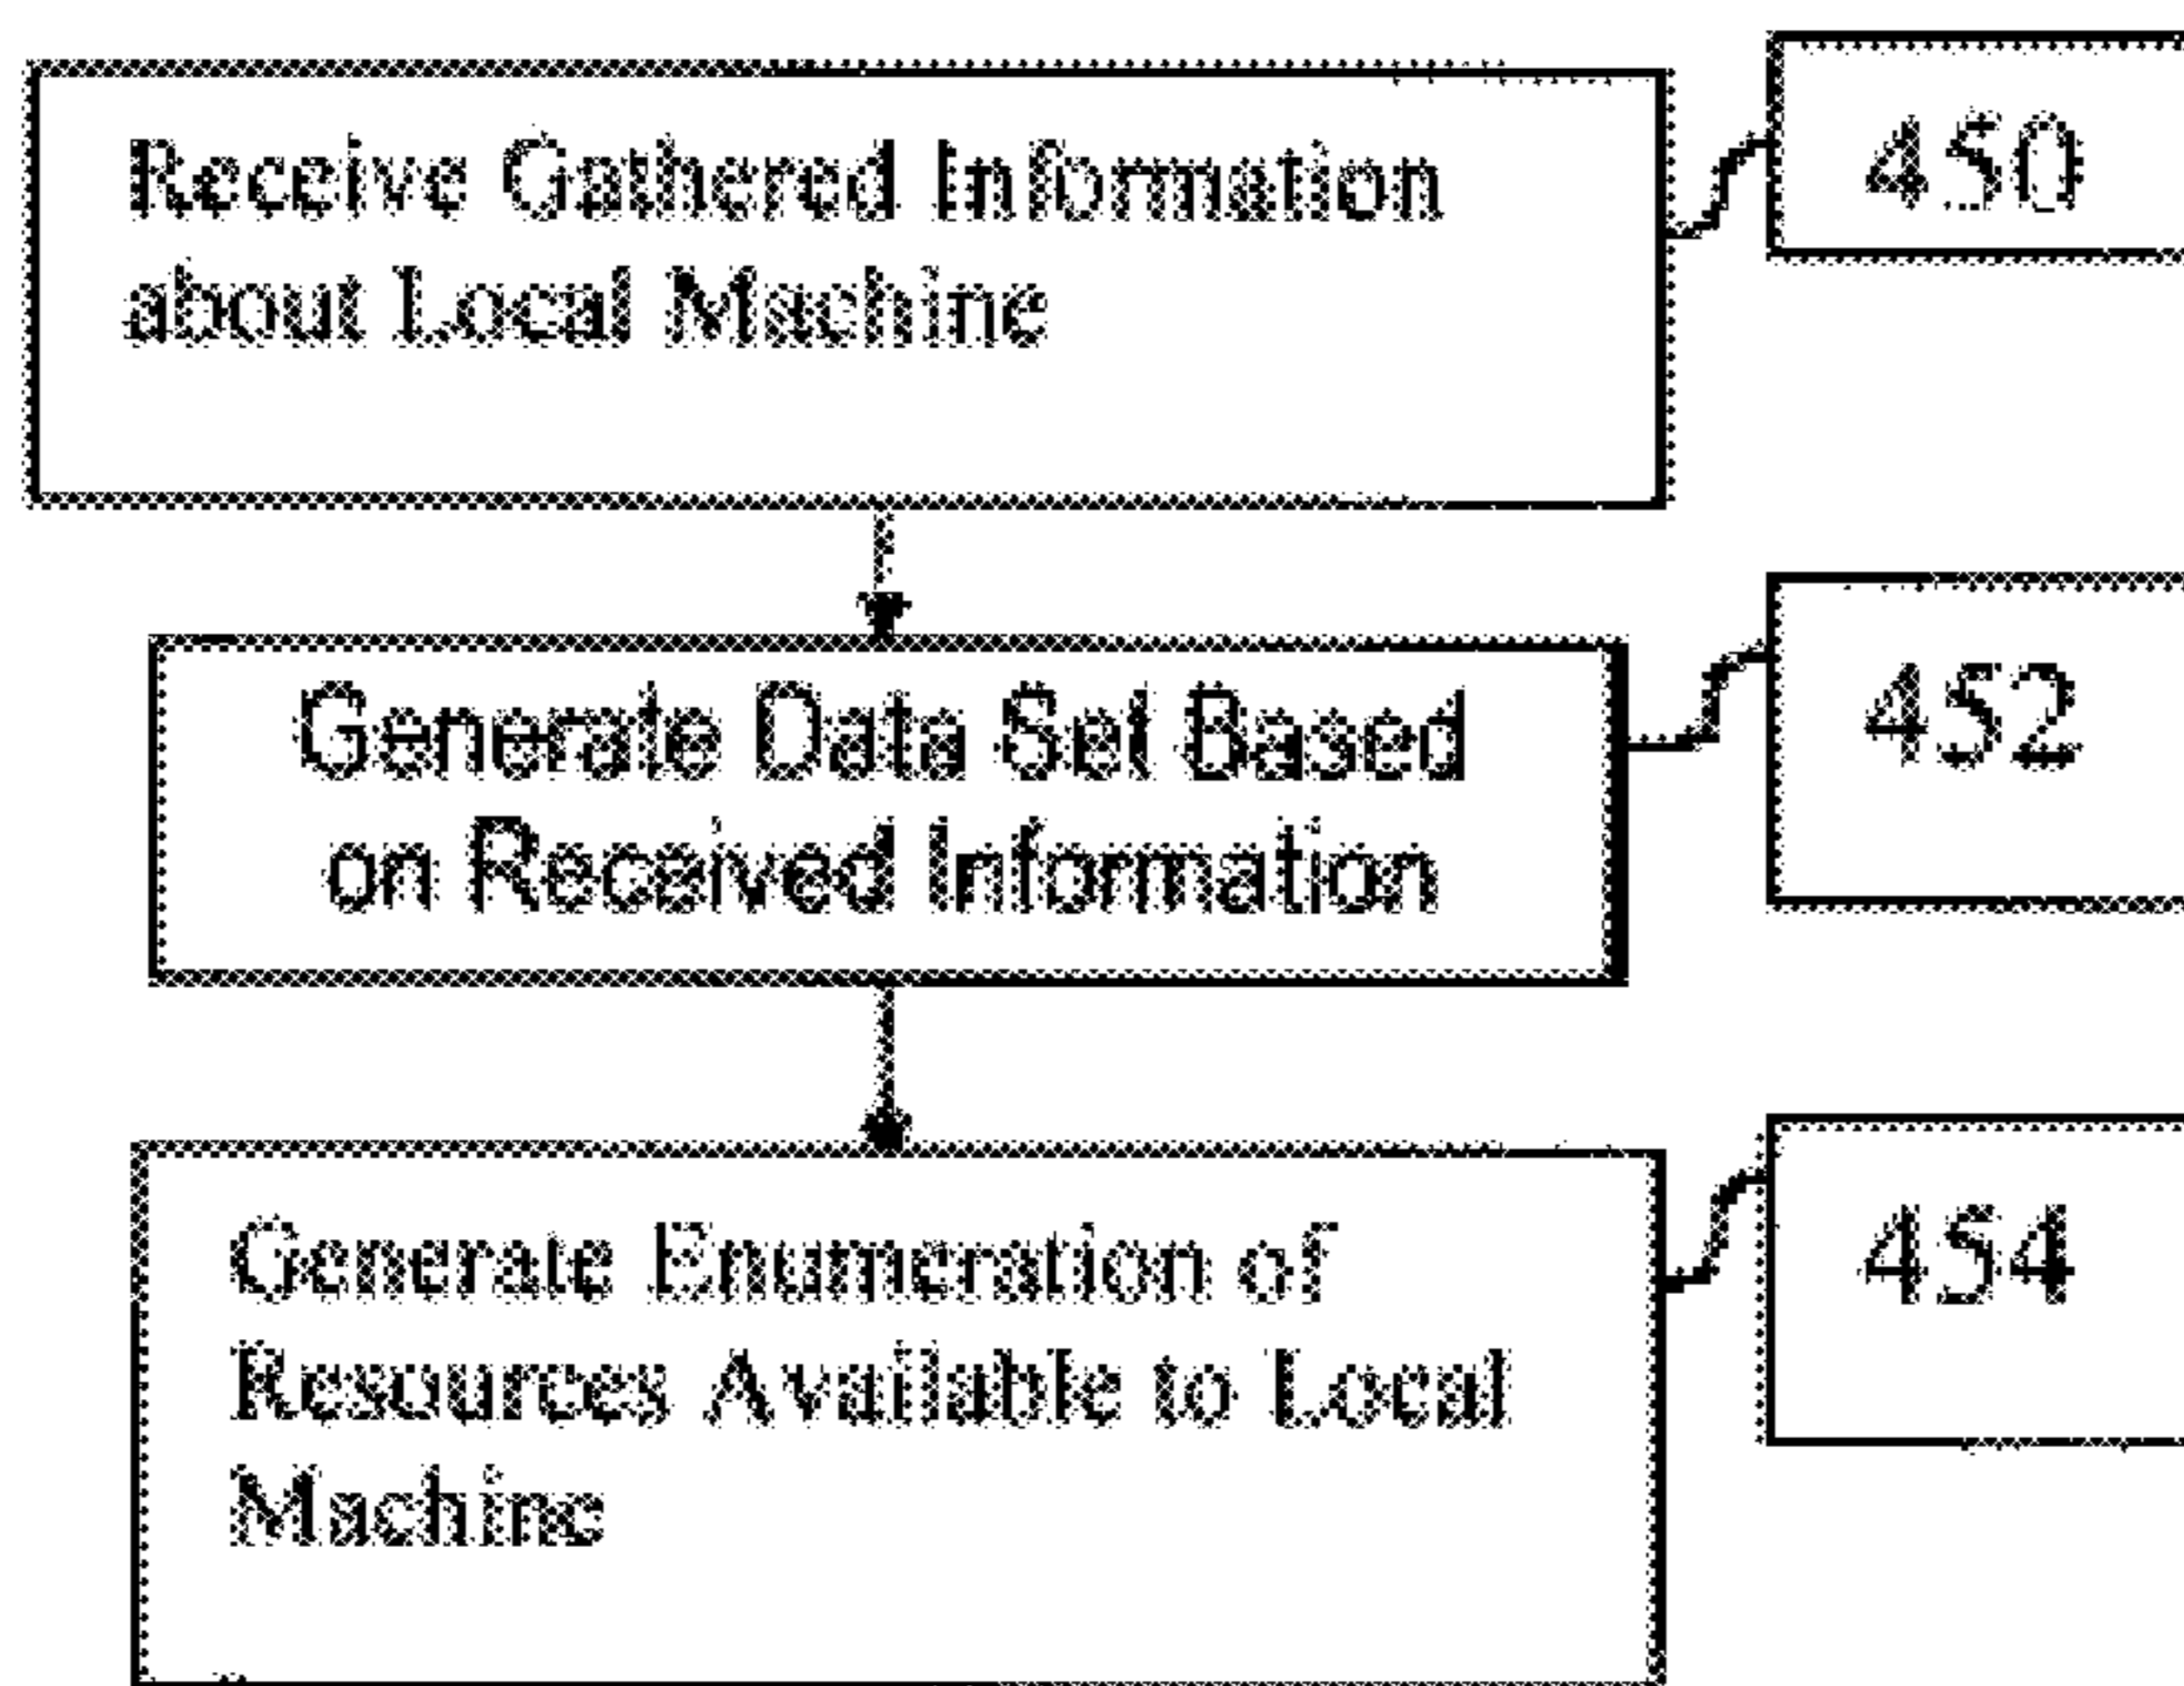 Receive Gathered Information
about Local Machine
450
Generate Data Set Based
on Received Information
452
Generate Enumeration of
Resources Available to Local
Machine
454